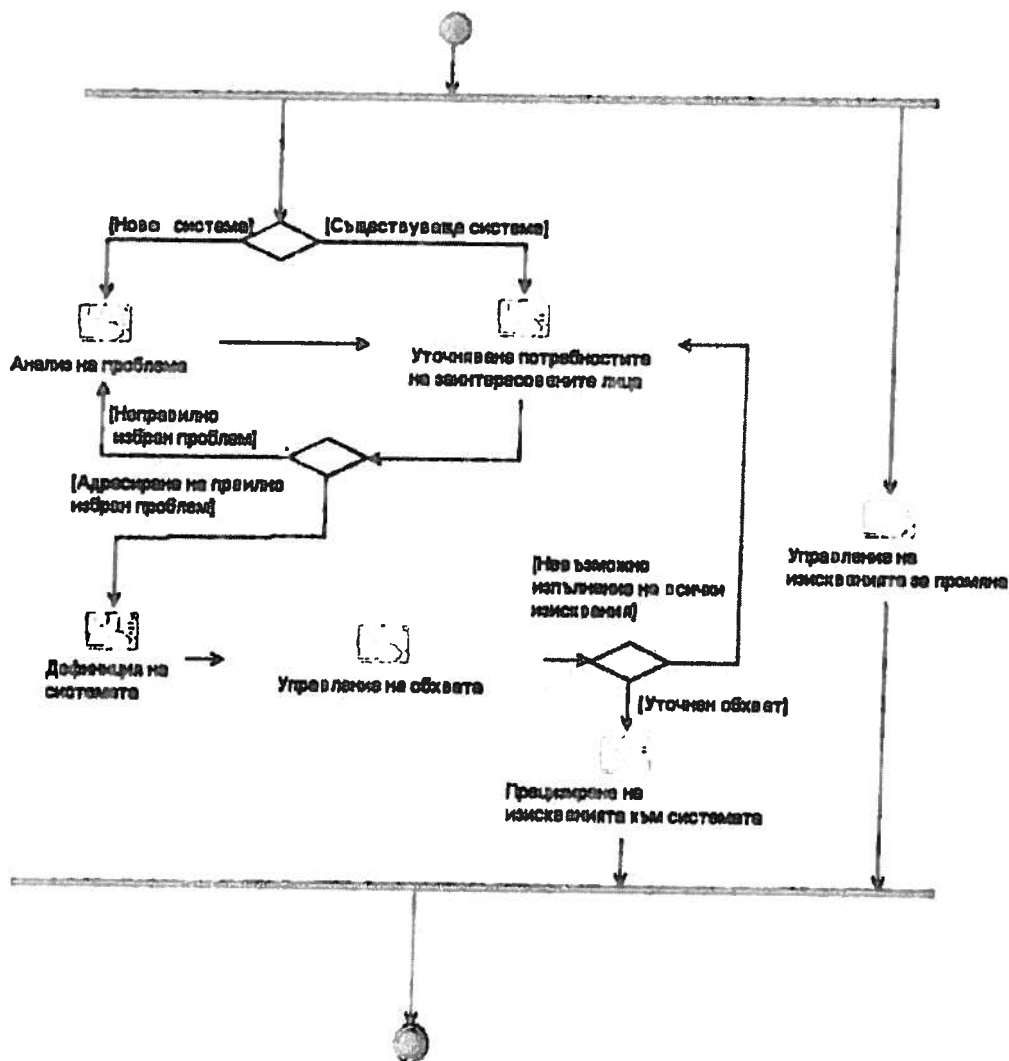 [Нова система]
[Съществуваща система]
Анализ на проблема
Уточняване потребностите
на заинтересованите лица
[Неправилно
избран проблем]
[Адресиране на правилно
избран проблем]
[Невъзможно
изпълнение на всички
изисквания]
Управление на
изискванията за промяна
Дефиниция на
системата
Управление на обхвата
[Уточнен обхват]
Прецизиране на
изискванията към системата